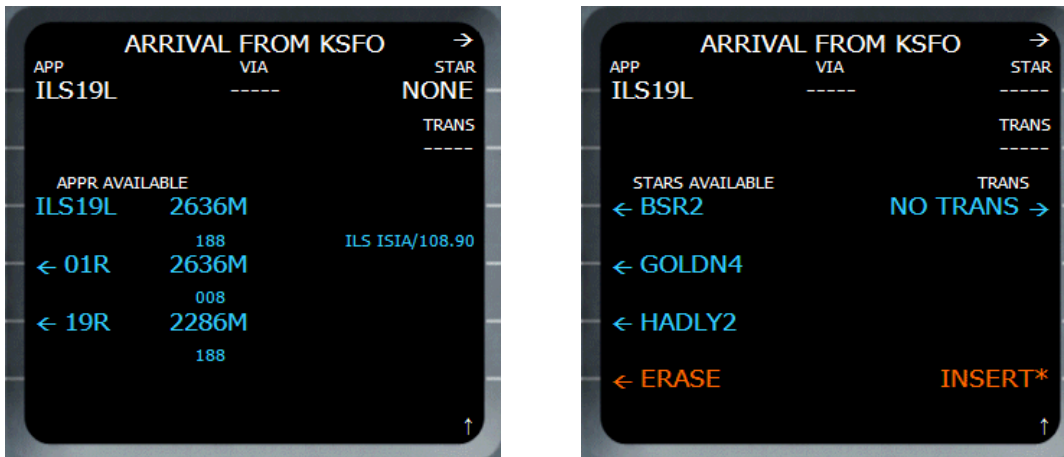 ARRIVAL FROM KSFO →
APP VIA STAR
ILS19L ----- NONE
TRANS
-----
APPR AVAILABLE
ILS19L 2636M
188 ILS ISIA/108.90
← 01R 2636M
008
← 19R 2286M
188
↑
ARRIVAL FROM KSFO →
APP VIA STAR
ILS19L ----- -----
TRANS
-----
STARS AVAILABLE TRANS
← BSR2 NO TRANS →
← GOLDN4
← HADLY2
← ERASE INSERT*
↑